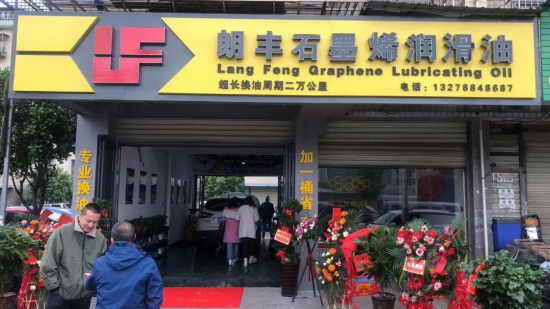 LF
朗丰石墨烯润滑油
Lang Feng Graphene Lubricating Oil
超长换油周期二万公里
电话:13278848687
专业换油
加一桶省